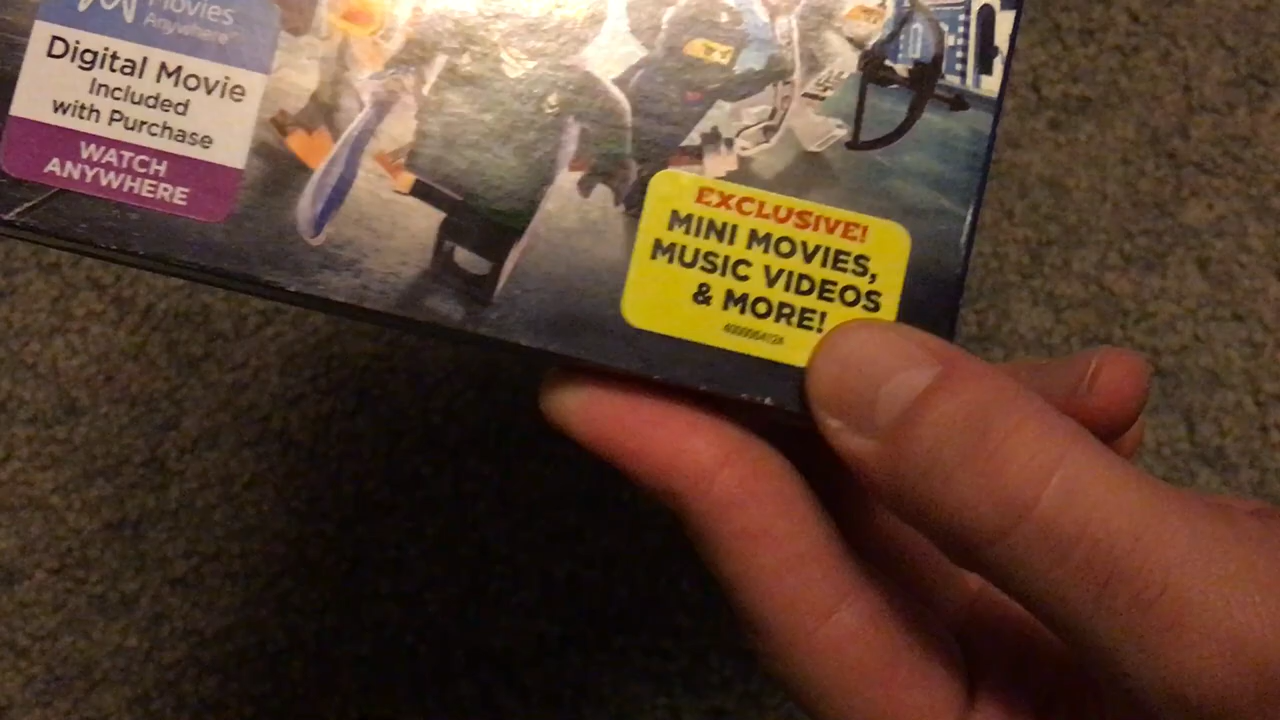 Movies
Anywhere
Digital Movie
Included
with Purchase
WATCH
ANYWHERE
EXCLUSIVE!
MINI MOVIES,
MUSIC VIDEOS
& MORE!